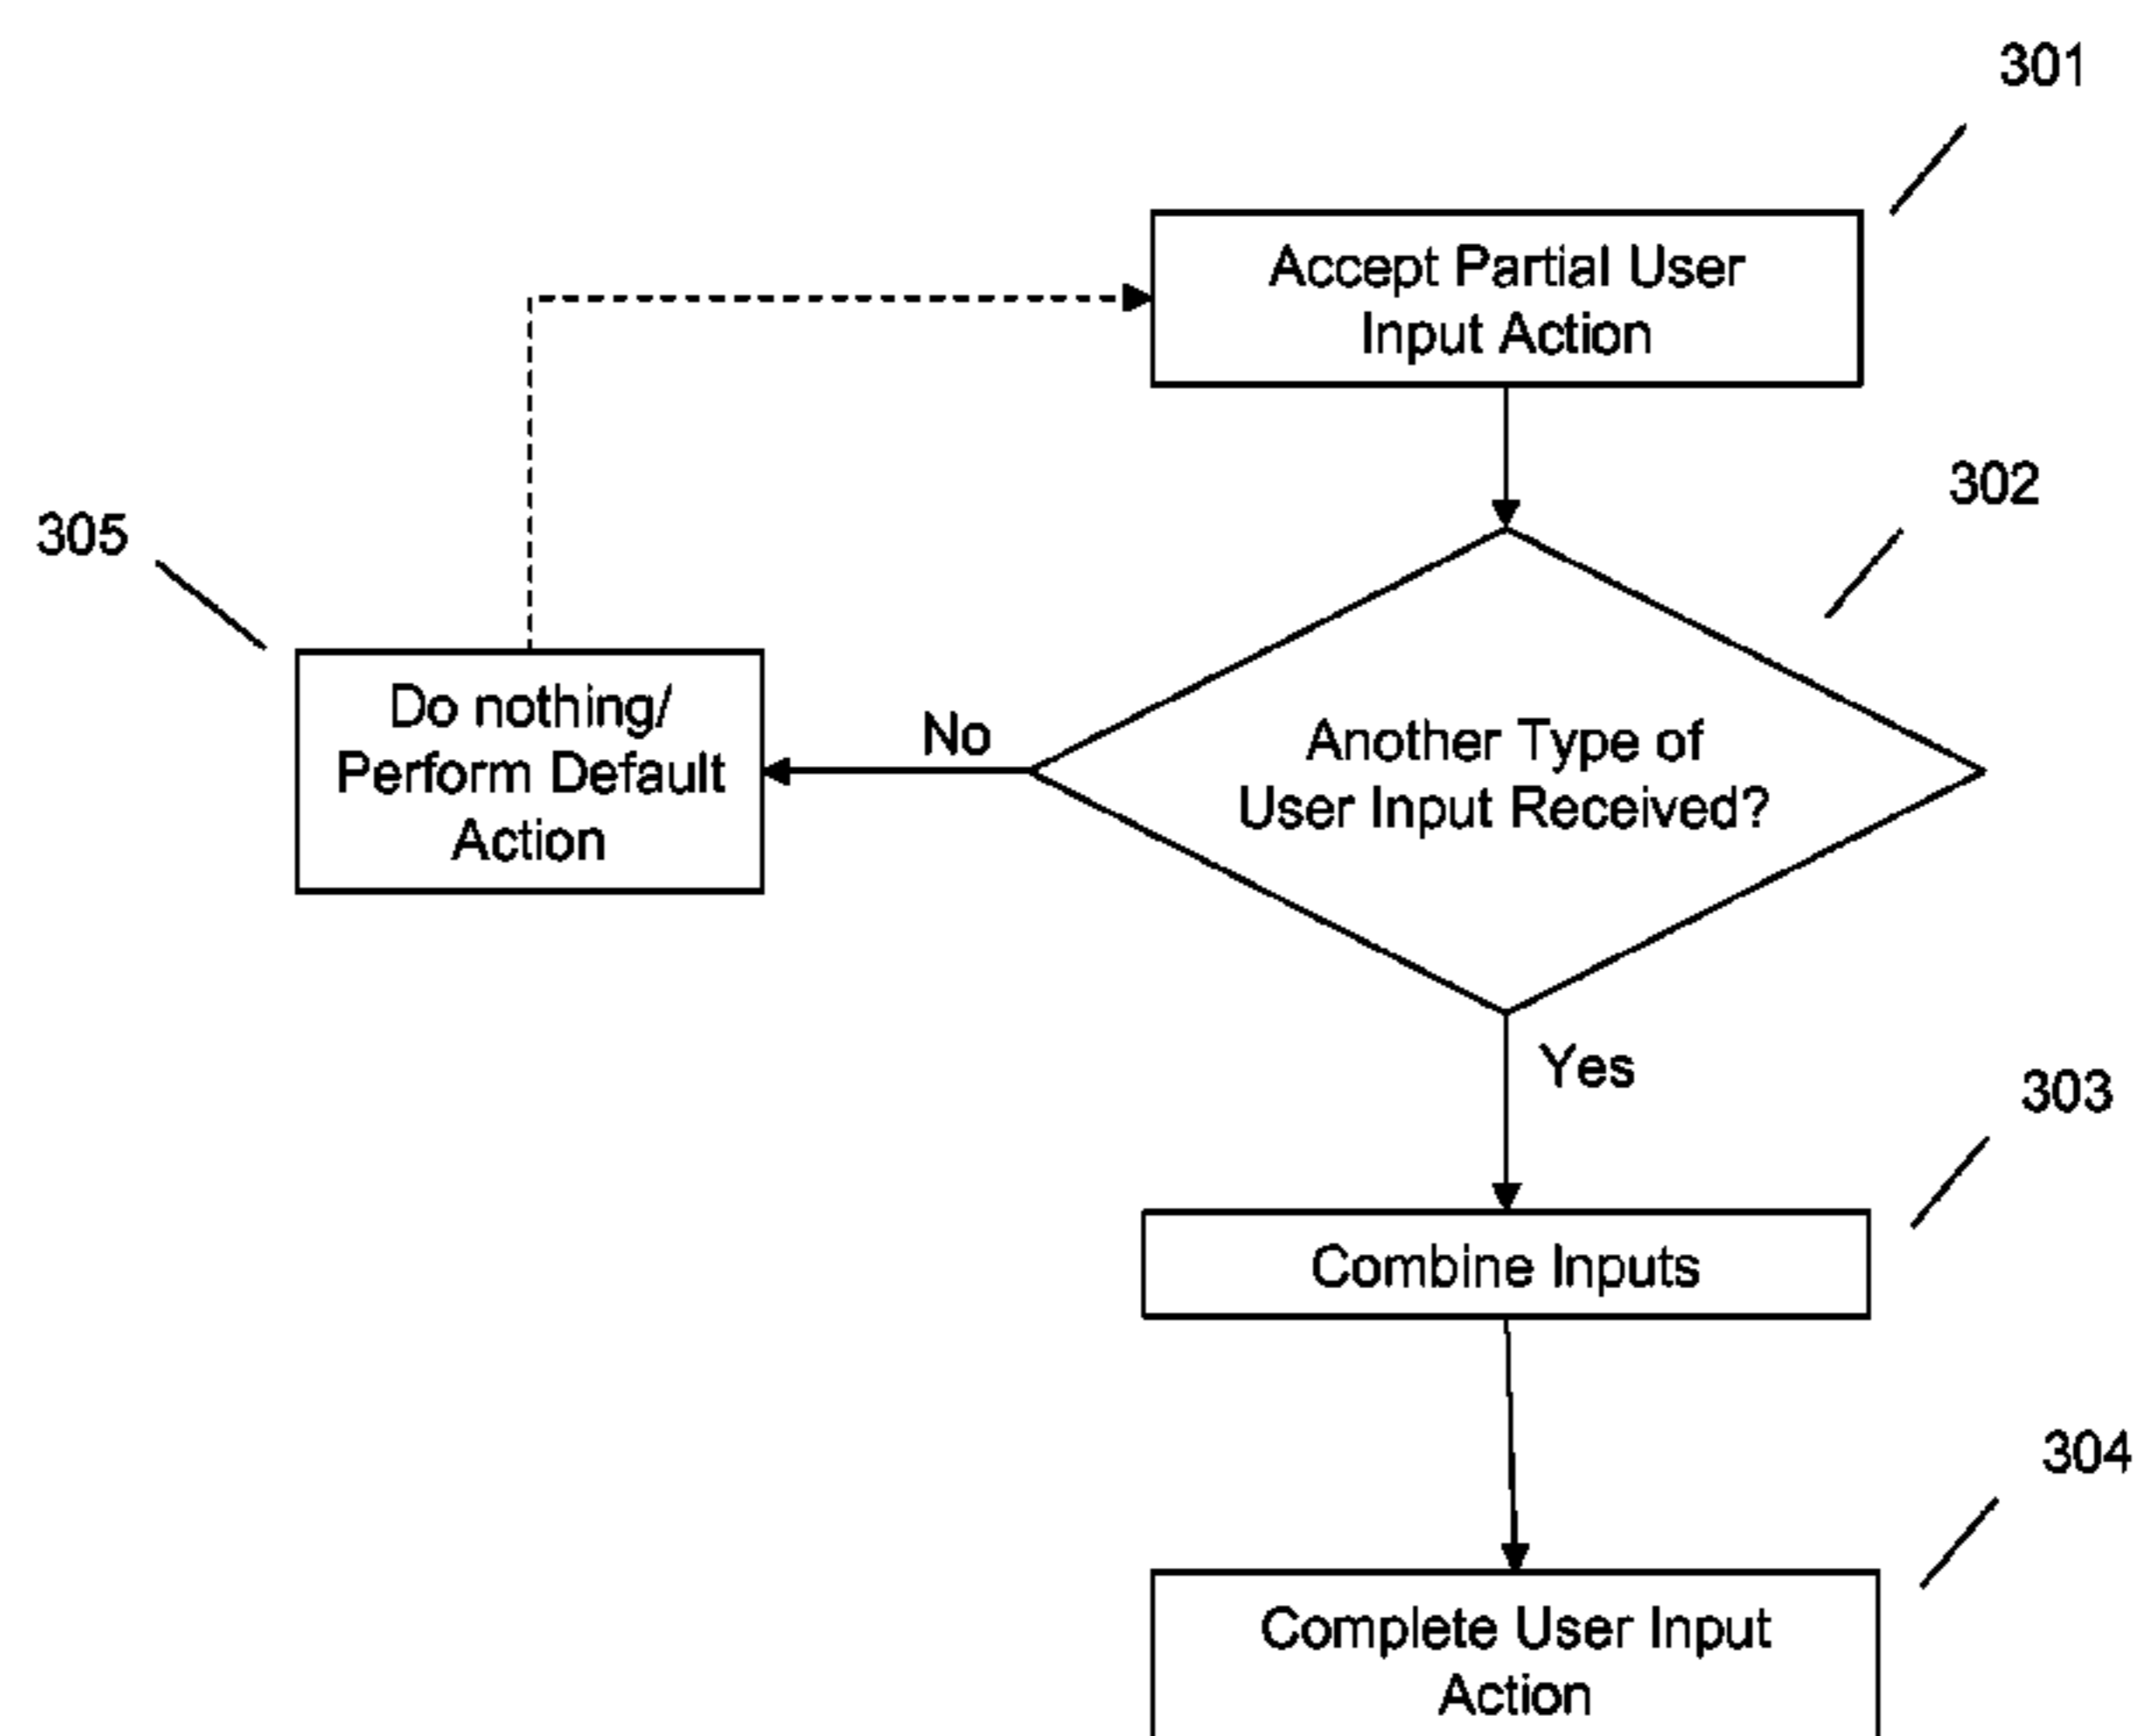 301
Accept Partial User
Input Action
302
305
Do nothing/
Perform Default
Action
No
Another Type of
User Input Received?
Yes
303
Combine Inputs
304
Complete User Input
Action